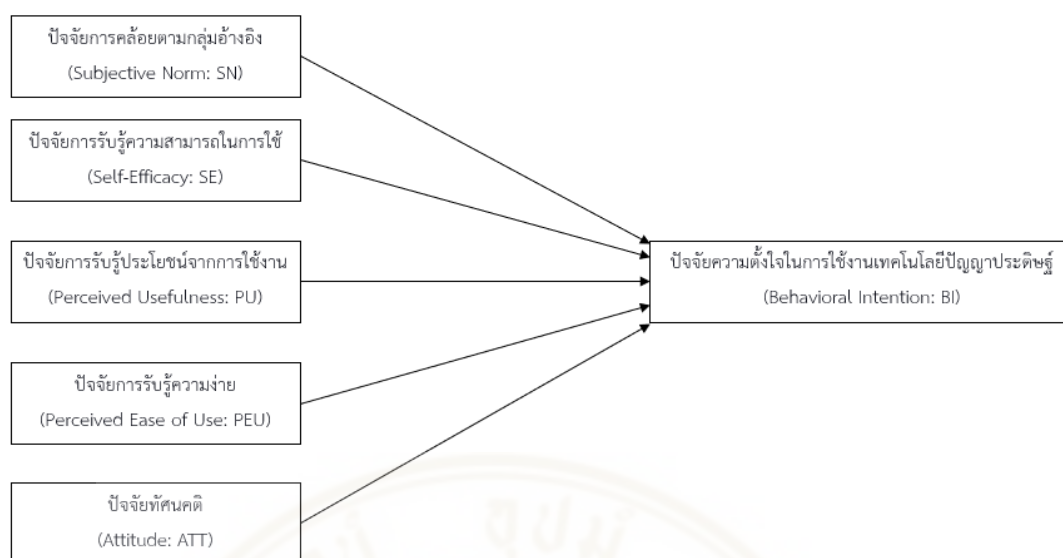 ปัจจัยการคล้อยตามกลุ่มอ้างอิง
(Subjective Norm: SN)
ปัจจัยการรับรู้ความสามารถในการใช้
(Self-Efficacy: SE)
ปัจจัยการรับรู้ประโยชน์จากการใช้งาน
(Perceived Usefulness: PU)
ปัจจัยการรับรู้ความง่าย
(Perceived Ease of Use: PEU)
ปัจจัยทัศนคติ
(Attitude: ATT)
ปัจจัยความตั้งใจในการใช้งานเทคโนโลยีปัญญาประดิษฐ์
(Behavioral Intention: BI)